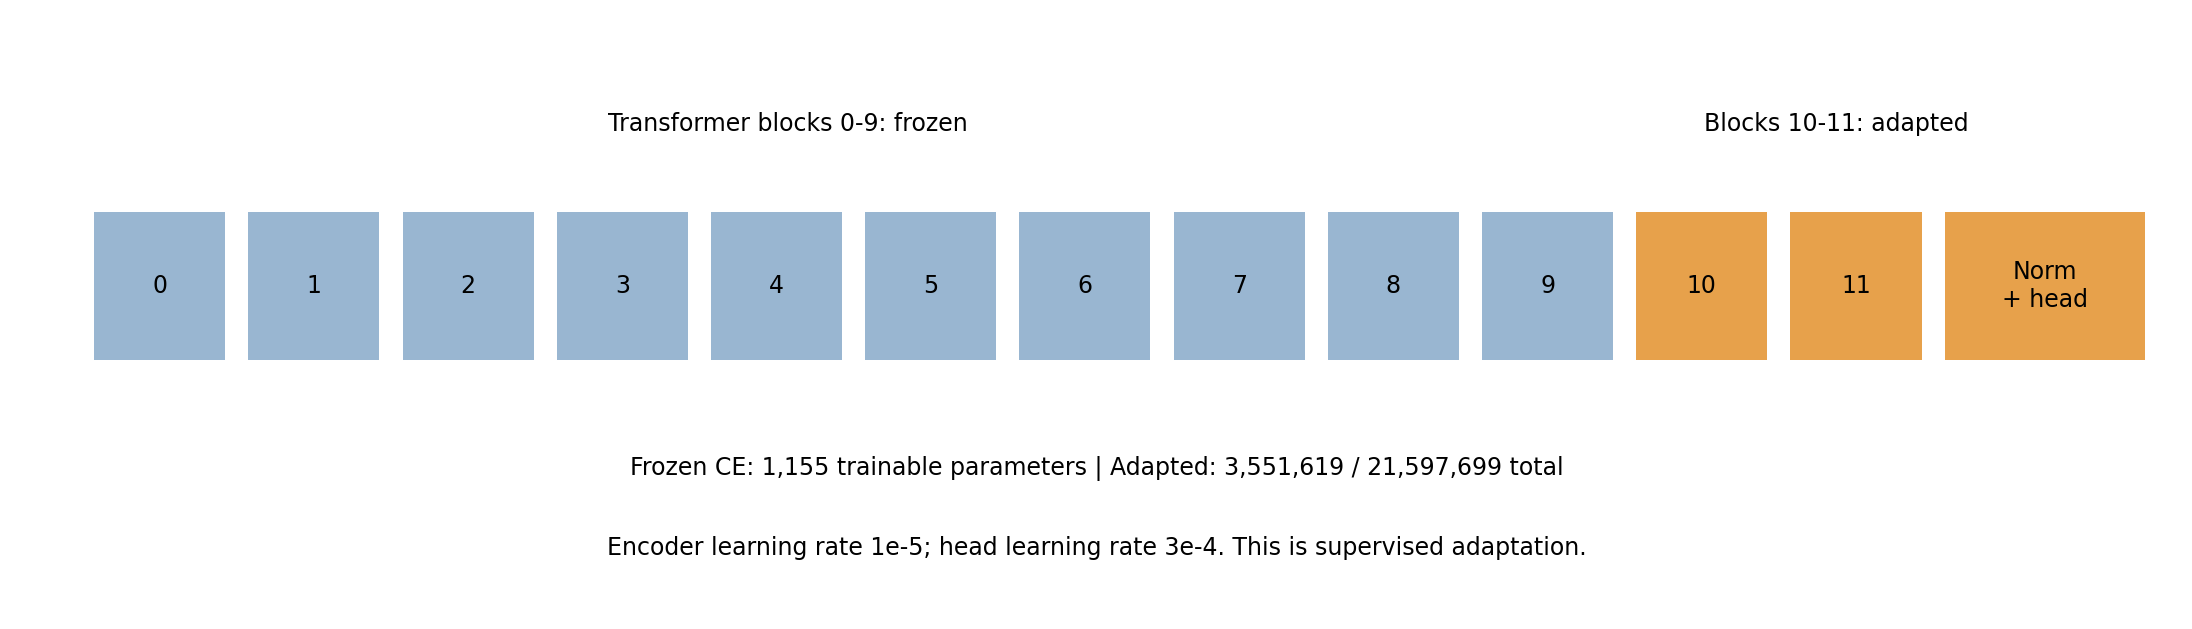 Transformer blocks 0-9: frozen
Blocks 10-11: adapted
0
1
2
3
4
5
6
7
8
9
10
11
Norm
+ head
Frozen CE: 1,155 trainable parameters | Adapted: 3,551,619 / 21,597,699 total
Encoder learning rate 1e-5; head learning rate 3e-4. This is supervised adaptation.